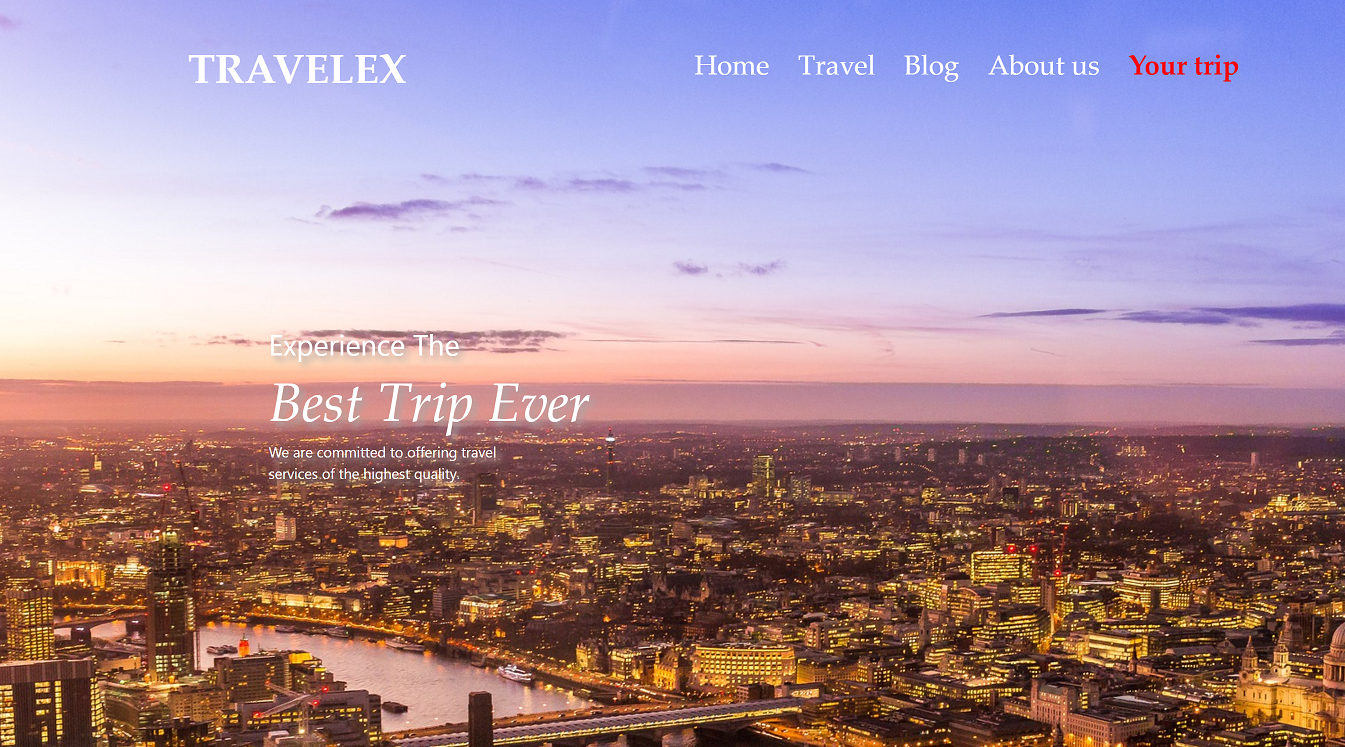 TRAVELEX
Home Travel Blog About us Your trip
Experience The
Best Trip Ever
We are committed to offering travel
services of the highest quality.